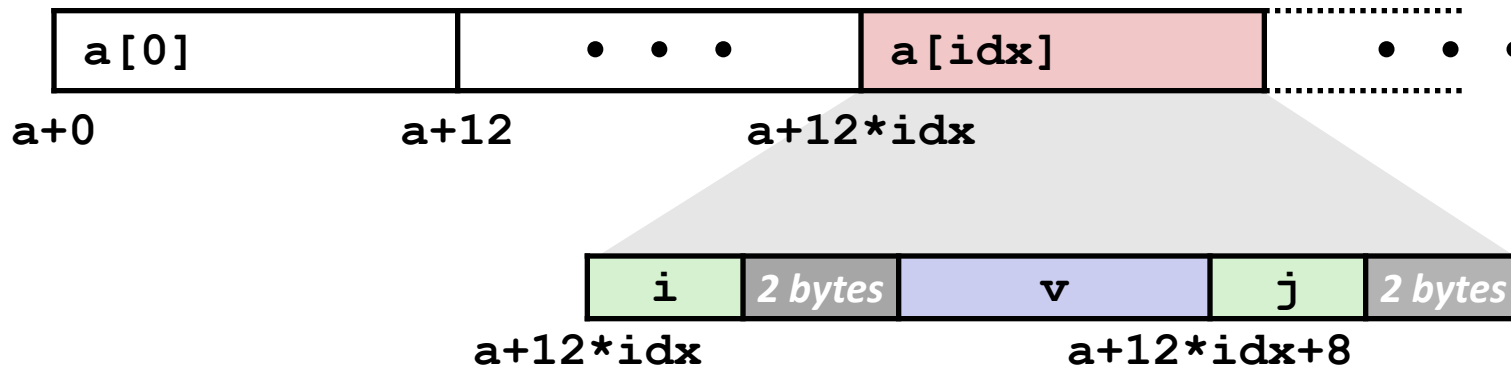 a[0] • • • a[idx] • • •
a+0 a+12 a+12*idx
i 2 bytes v j 2 bytes
a+12*idx a+12*idx+8